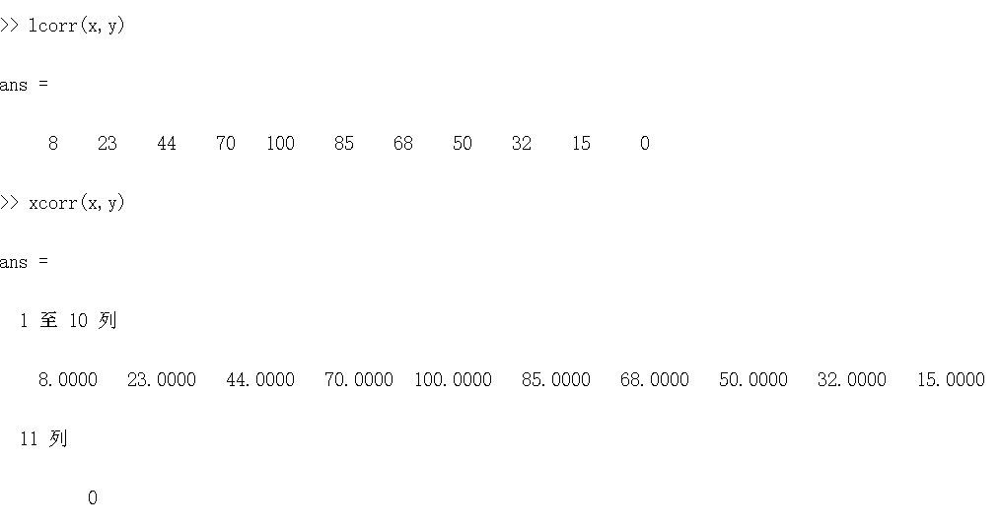 >> lcorr(x,y)
ans =
8 23 44 70 100 85 68 50 32 15 0
>> xcorr(x,y)
ans =
1 至 10 列
8.0000 23.0000 44.0000 70.0000 100.0000 85.0000 68.0000 50.0000 32.0000 15.0000
11 列
0